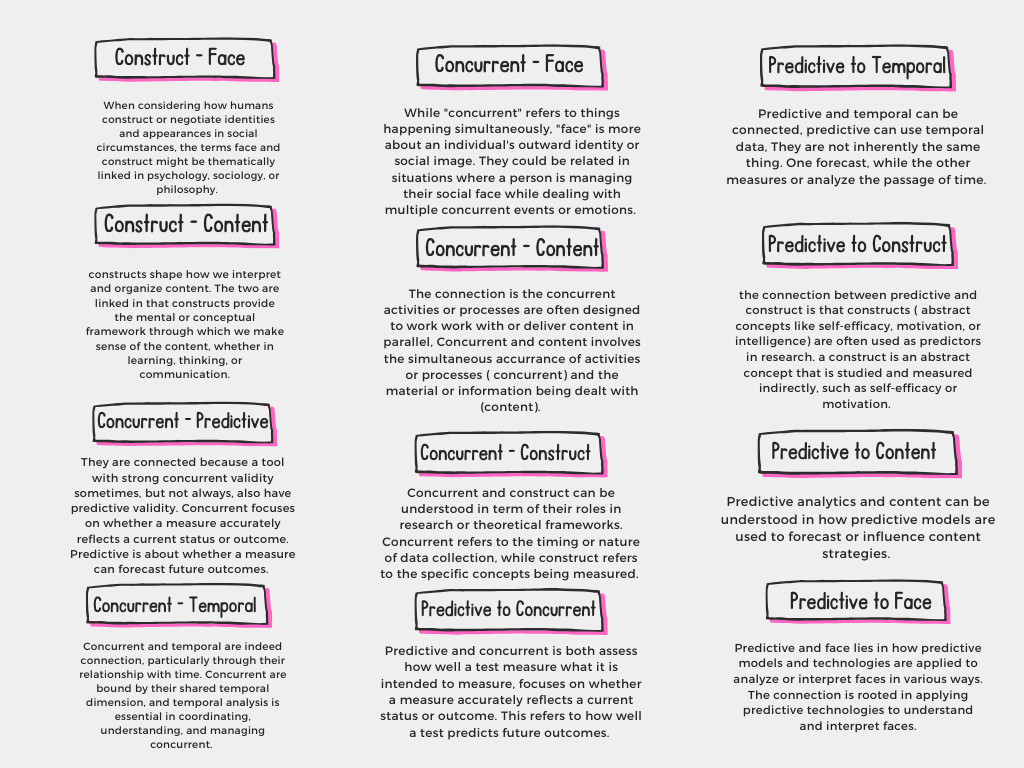 Construct - Face
When considering how humans
construct or negotiate identities
and appearances in social
circumstances, the terms face and
construct might be thematically
linked in psychology, sociology, or
philosophy.
Construct - Content
constructs shape how we interpret
and organize content. The two are
linked in that constructs provide
the mental or conceptual
framework through which we make
sense of the content, whether in
learning, thinking, or
communication.
Concurrent - Predictive
They are connected because a tool
with strong concurrent validity
sometimes, but not always, also have
predictive validity. Concurrent focuses
on whether a measure accurately
reflects a current status or outcome.
Predictive is about whether a measure
can forecast future outcomes.
Concurrent - Temporal
Concurrent and temporal are indeed
connection, particularly through their
relationship with time. Concurrent are
bound by their shared temporal
dimension, and temporal analysis is
essential in coordinating,
understanding, and managing
concurrent.
Concurrent - Face
While "concurrent" refers to things
happening simultaneously, "face" is more
about an individual's outward identity or
social image. They could be related in
situations where a person is managing
their social face while dealing with
multiple concurrent events or emotions.
Concurrent - Content
The connection is the concurrent
activities or processes are often designed
to work work with or deliver content in
parallel, Concurrent and content involves
the simultaneous accurrance of activities
or processes ( concurrent) and the
material or information being dealt with
(content).
Concurrent - Construct
Concurrent and construct can be
understood in term of their roles in
research or theoretical frameworks.
Concurrent refers to the timing or nature
of data collection, while construct refers
to the specific concepts being measured.
Predictive to Concurrent
Predictive and concurrent is both assess
how well a test measure what it is
intended to measure, focuses on whether
a measure accurately reflects a current
status or outcome. This refers to how well
a test predicts future outcomes.
Predictive to Temporal
Predictive and temporal can be
connected, predictive can use temporal
data, They are not inherently the same
thing. One forecast, while the other
measures or analyze the passage of time.
Predictive to Construct
the connection between predictive and
construct is that constructs ( abstract
concepts like self-efficacy, motivation, or
intelligence) are often used as predictors
in research. a construct is an abstract
concept that is studied and measured
indirectly, such as self-efficacy or
motivation.
Predictive to Content
Predictive analytics and content can be
understood in how predictive models are
used to forecast or influence content
strategies.
Predictive to Face
Predictive and face lies in how predictive
models and technologies are applied to
analyze or interpret faces in various ways.
The connection is rooted in applying
predictive technologies to understand
and interpret faces.